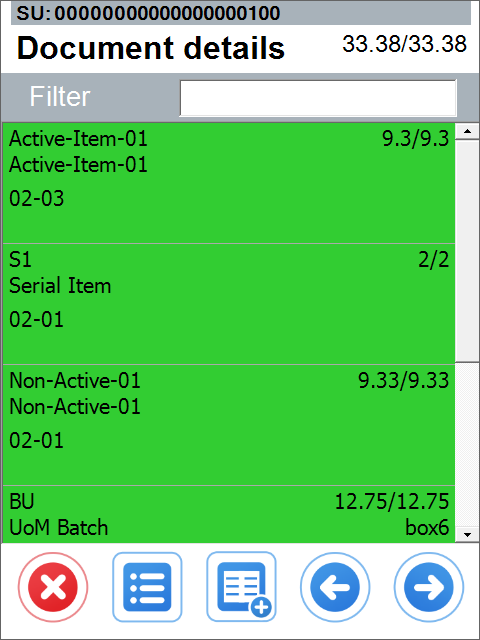 SU: 00000000000000000100
Document details 33.38/33.38
Filter
Active-Item-01 9.3/9.3
Active-Item-01
02-03
S1 2/2
Serial Item
02-01
Non-Active-01 9.33/9.33
Non-Active-01
02-01
BU 12.75/12.75
UoM Batch box6